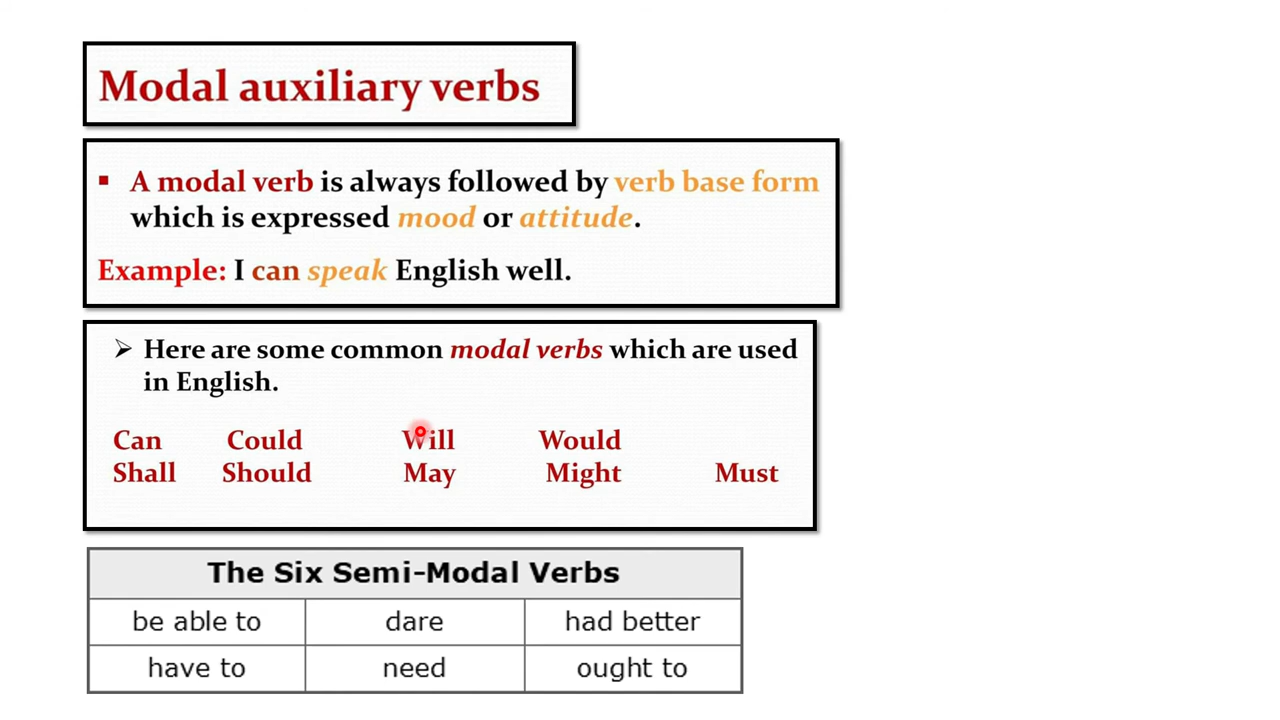 Modal auxiliary verbs
▪ A modal verb is always followed by verb base form
which is expressed mood or attitude.
Example: I can speak English well.
➢ Here are some common modal verbs which are used
in English.
Can Could Will Would
Shall Should May Might Must
The Six Semi-Modal Verbs
be able to dare had better
have to need ought to